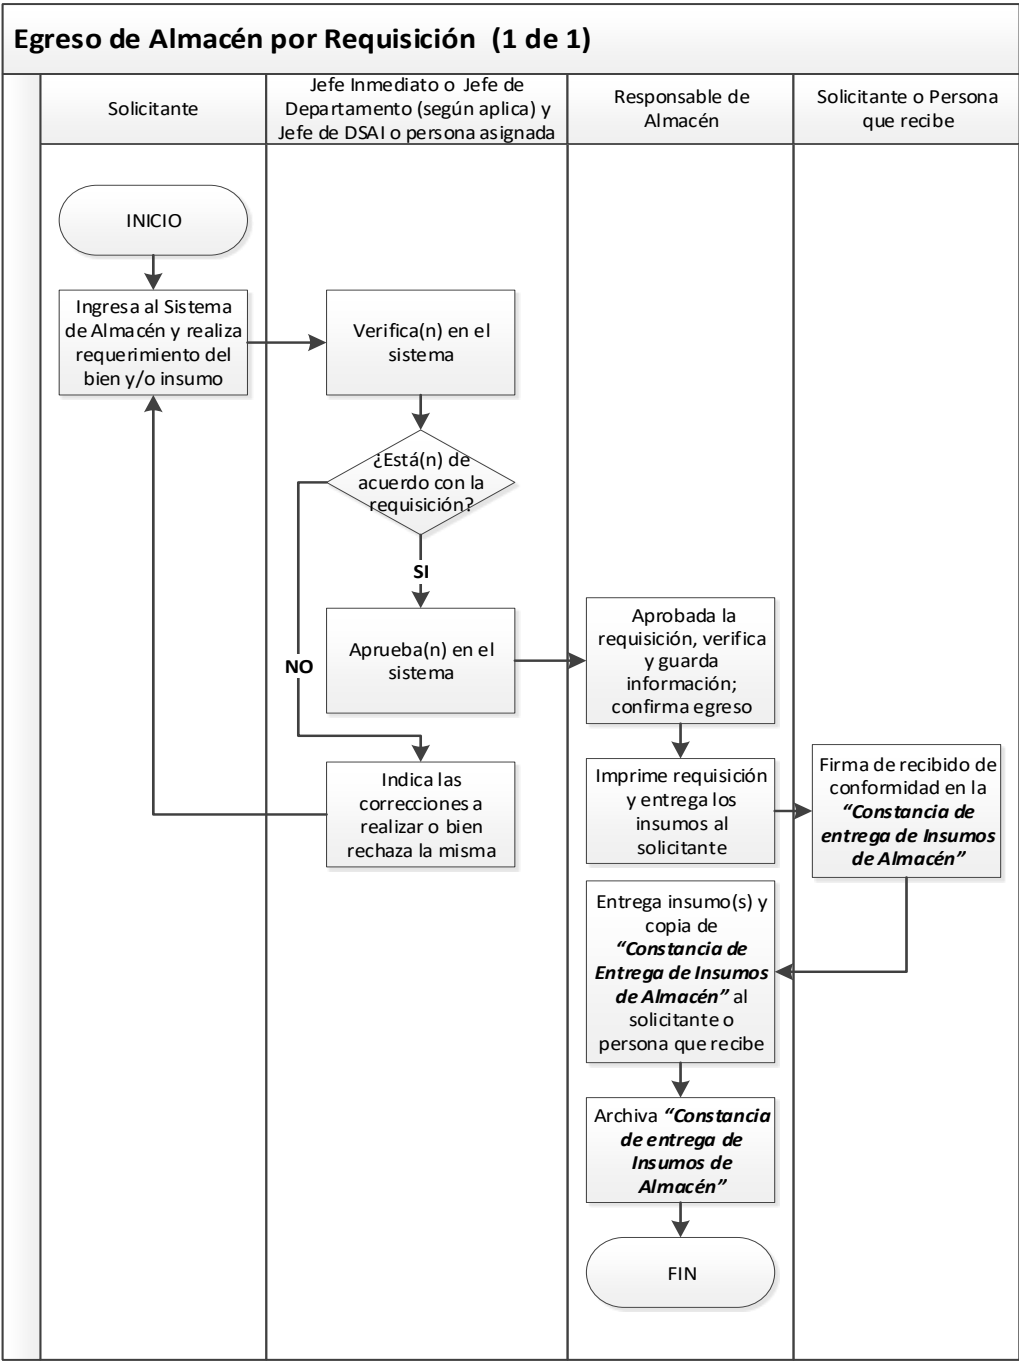 Egreso de Almacén por Requisición (1 de 1)
Solicitante
Jefe Inmediato o Jefe de
Departamento (según aplica) y
Jefe de DSAI o persona asignada
Responsable de
Almacén
Solicitante o Persona
que recibe
INICIO
Ingresa al Sistema
de Almacén y realiza
requerimiento del
bien y/o insumo
Verifica(n) en el
sistema
¿Está(n) de
acuerdo con la
requisición?
SI
NO
Aprueba(n) en el
sistema
Indica las
correcciones a
realizar o bien
rechaza la misma
Aprobada la
requisición, verifica
y guarda
información;
confirma egreso
Imprime requisición
y entrega los
insumos al
solicitante
Firma de recibido de
conformidad en la
“Constancia de
entrega de Insumos
de Almacén”
Entrega insumo(s) y
copia de
“Constancia de
Entrega de Insumos
de Almacén” al
solicitante o
persona que recibe
Archiva “Constancia
de entrega de
Insumos de
Almacén”
FIN